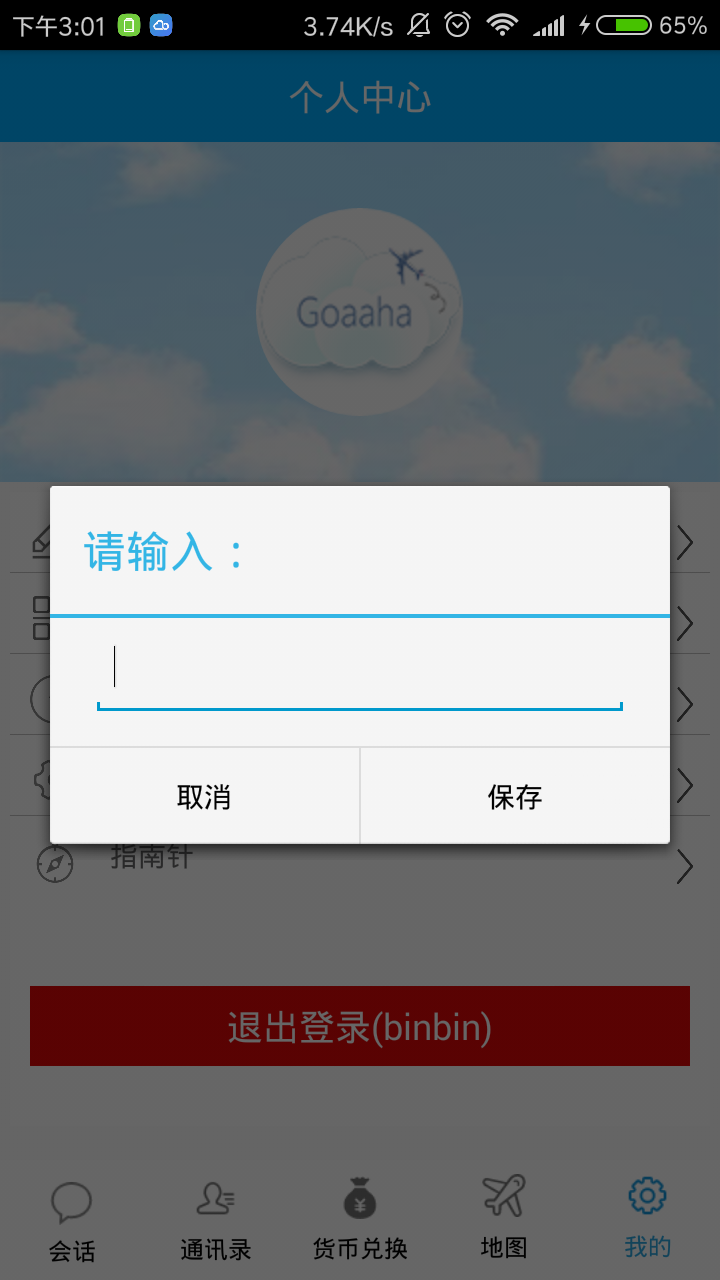 下午3:01 3.74K/s 65%
个人中心
Goaaha
请输入：
取消 保存
指南针
退出登录(binbin)
会话 通讯录 货币兑换 地图 我的